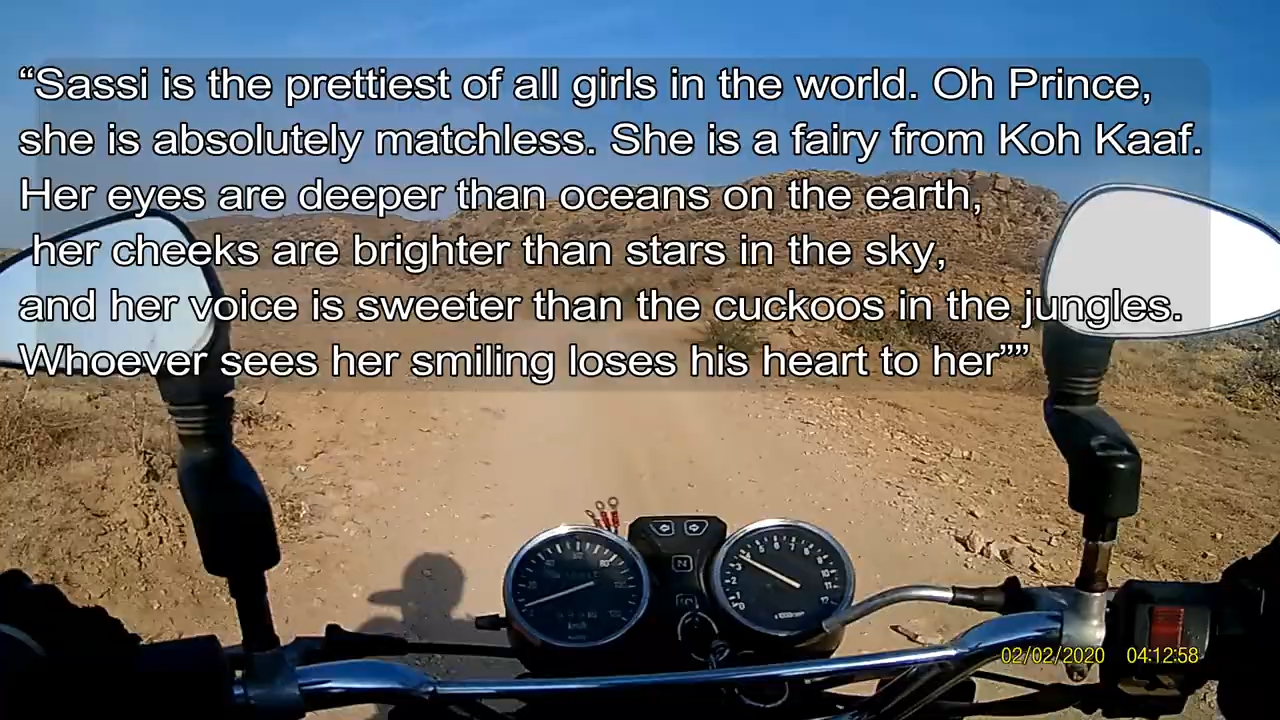 “Sassi is the prettiest of all girls in the world. Oh Prince,
she is absolutely matchless. She is a fairy from Koh Kaaf.
Her eyes are deeper than oceans on the earth,
her cheeks are brighter than stars in the sky,
and her voice is sweeter than the cuckoos in the jungles.
Whoever sees her smiling loses his heart to her””
N
km/h
02/02/2020 04:12:58